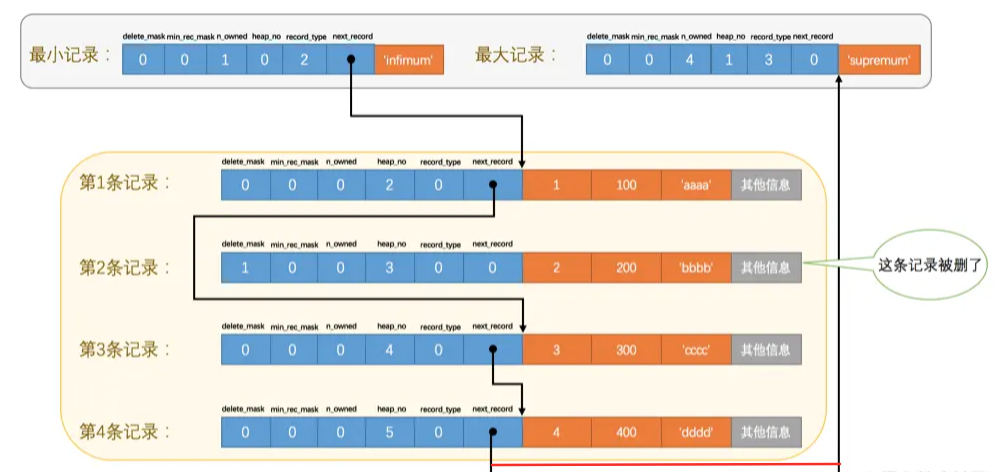 delete_mask min_rec_mask n_owned heap_no record_type next_record
delete_mask min_rec_mask n_owned heap_no record_type next_record
最小记录： 0 0 1 0 2 'infimum'
最大记录： 0 0 4 1 3 0 'supremum'
delete_mask min_rec_mask n_owned heap_no record_type next_record
第1条记录： 0 0 0 2 0 1 100 'aaaa' 其他信息
delete_mask min_rec_mask n_owned heap_no record_type next_record
第2条记录： 1 0 0 3 0 0 2 200 'bbbb' 其他信息
这条记录被删了
delete_mask min_rec_mask n_owned heap_no record_type next_record
第3条记录： 0 0 0 4 0 3 300 'cccc' 其他信息
delete_mask min_rec_mask n_owned heap_no record_type next_record
第4条记录： 0 0 0 5 0 4 400 'dddd' 其他信息